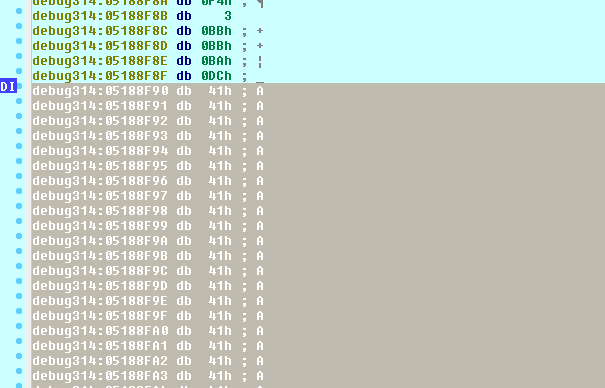 debug314:05188F8A db 0F4h ; ¶
debug314:05188F8B db    3
debug314:05188F8C db 0BBh ; +
debug314:05188F8D db 0BBh ; +
debug314:05188F8E db 0BAh ; ¦
debug314:05188F8F db 0DCh ; _
DI
debug314:05188F90 db  41h ; A
debug314:05188F91 db  41h ; A
debug314:05188F92 db  41h ; A
debug314:05188F93 db  41h ; A
debug314:05188F94 db  41h ; A
debug314:05188F95 db  41h ; A
debug314:05188F96 db  41h ; A
debug314:05188F97 db  41h ; A
debug314:05188F98 db  41h ; A
debug314:05188F99 db  41h ; A
debug314:05188F9A db  41h ; A
debug314:05188F9B db  41h ; A
debug314:05188F9C db  41h ; A
debug314:05188F9D db  41h ; A
debug314:05188F9E db  41h ; A
debug314:05188F9F db  41h ; A
debug314:05188FA0 db  41h ; A
debug314:05188FA1 db  41h ; A
debug314:05188FA2 db  41h ; A
debug314:05188FA3 db  41h ; A